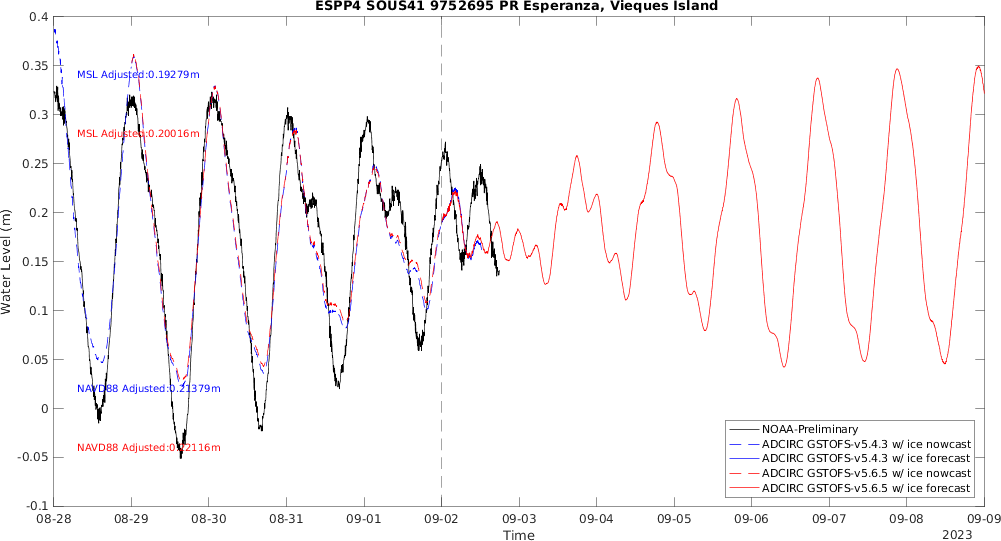 ESPP4 SOUS41 9752695 PR Esperanza, Vieques Island
0.4
0.35
0.3
0.25
0.2
0.15
0.1
0.05
0
-0.05
-0.1
Water Level (m)
MSL Adjusted:0.19279m
MSL Adjusted:0.20016m
NAVD88 Adjusted:0.21379m
NAVD88 Adjusted:0.22116m
NOAA-Preliminary
ADCIRC GSTOFS-v5.4.3 w/ ice nowcast
ADCIRC GSTOFS-v5.4.3 w/ ice forecast
ADCIRC GSTOFS-v5.6.5 w/ ice nowcast
ADCIRC GSTOFS-v5.6.5 w/ ice forecast
08-28 08-29 08-30 08-31 09-01 09-02 09-03 09-04 09-05 09-06 09-07 09-08 09-09
Time
2023